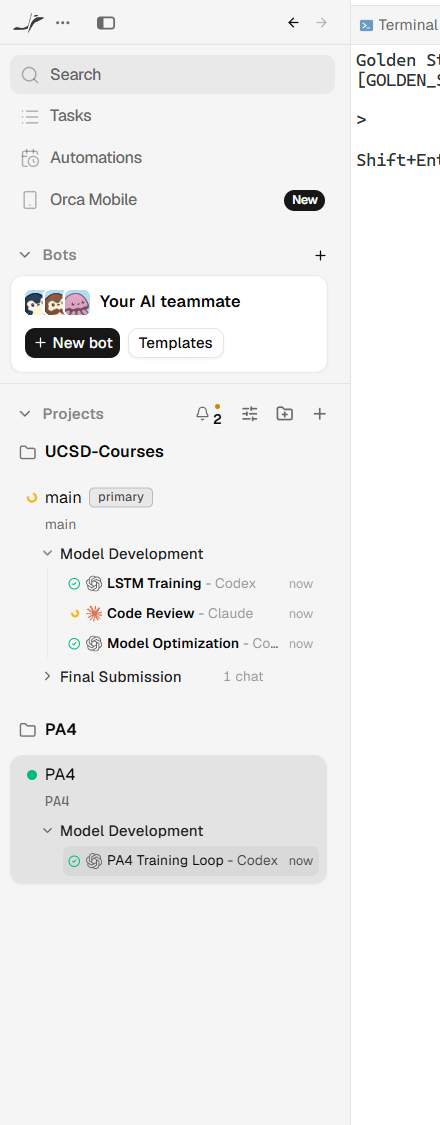 Search
Tasks
Automations
Orca Mobile New
Bots
Your AI teammate
+ New bot Templates
Projects 2
UCSD-Courses
main primary
main
Model Development
LSTM Training - Codex now
Code Review - Claude now
Model Optimization - Co... now
Final Submission 1 chat
PA4
PA4
PA4
Model Development
PA4 Training Loop - Codex now
Terminal
Golden St
[GOLDEN_S
>
Shift+Ent